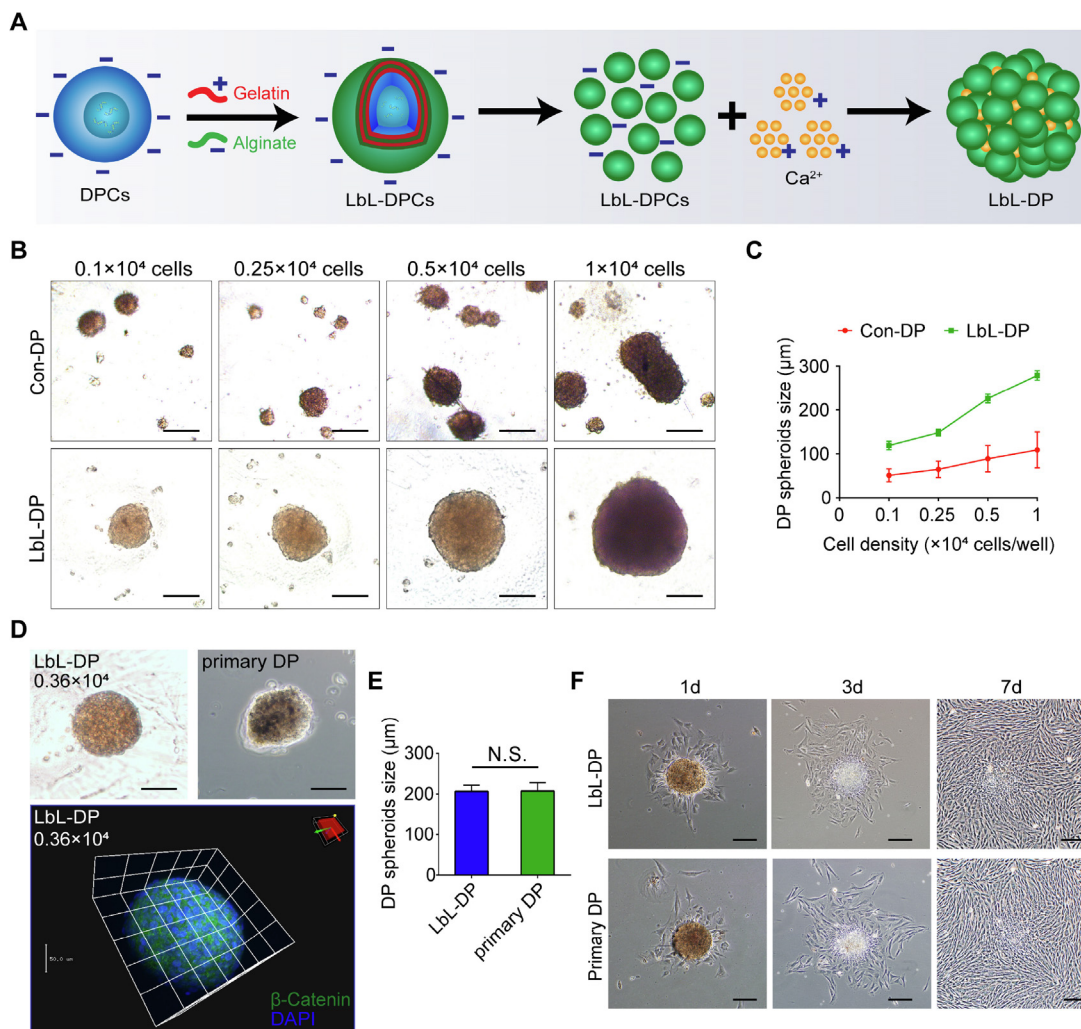 A
DPCs
+
Gelatin
Alginate
LbL-DPCs
LbL-DPCs
+
Ca²⁺
LbL-DP
B
0.1×10⁴ cells
0.25×10⁴ cells
0.5×10⁴ cells
1×10⁴ cells
Con-DP
LbL-DP
C
Con-DP
LbL-DP
DP spheroids size (μm)
300
200
100
0
0
0.1
0.25
0.5
1
Cell density (×10⁴ cells/well)
D
LbL-DP
0.36×10⁴
primary DP
LbL-DP
0.36×10⁴
50.0 um
β-Catenin
DAPI
E
DP spheroids size (μm)
400
300
200
100
0
N.S.
LbL-DP
primary DP
F
1d
3d
7d
LbL-DP
Primary DP